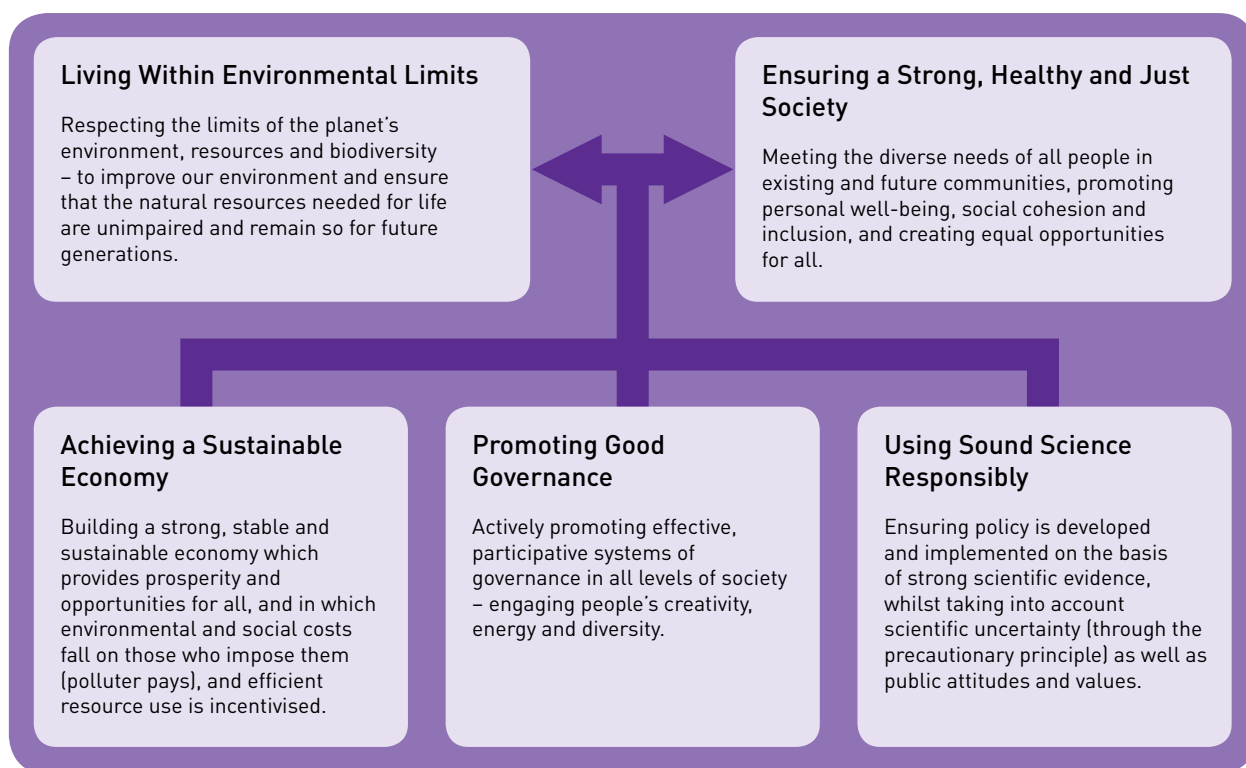 Living Within Environmental Limits
Respecting the limits of the planet’s
environment, resources and biodiversity
– to improve our environment and ensure
that the natural resources needed for life
are unimpaired and remain so for future
generations.
Ensuring a Strong, Healthy and Just
Society
Meeting the diverse needs of all people in
existing and future communities, promoting
personal well-being, social cohesion and
inclusion, and creating equal opportunities
for all.
Achieving a Sustainable
Economy
Building a strong, stable and
sustainable economy which
provides prosperity and
opportunities for all, and in which
environmental and social costs
fall on those who impose them
(polluter pays), and efficient
resource use is incentivised.
Promoting Good
Governance
Actively promoting effective,
participative systems of
governance in all levels of society
– engaging people’s creativity,
energy and diversity.
Using Sound Science
Responsibly
Ensuring policy is developed
and implemented on the basis
of strong scientific evidence,
whilst taking into account
scientific uncertainty (through the
precautionary principle) as well as
public attitudes and values.